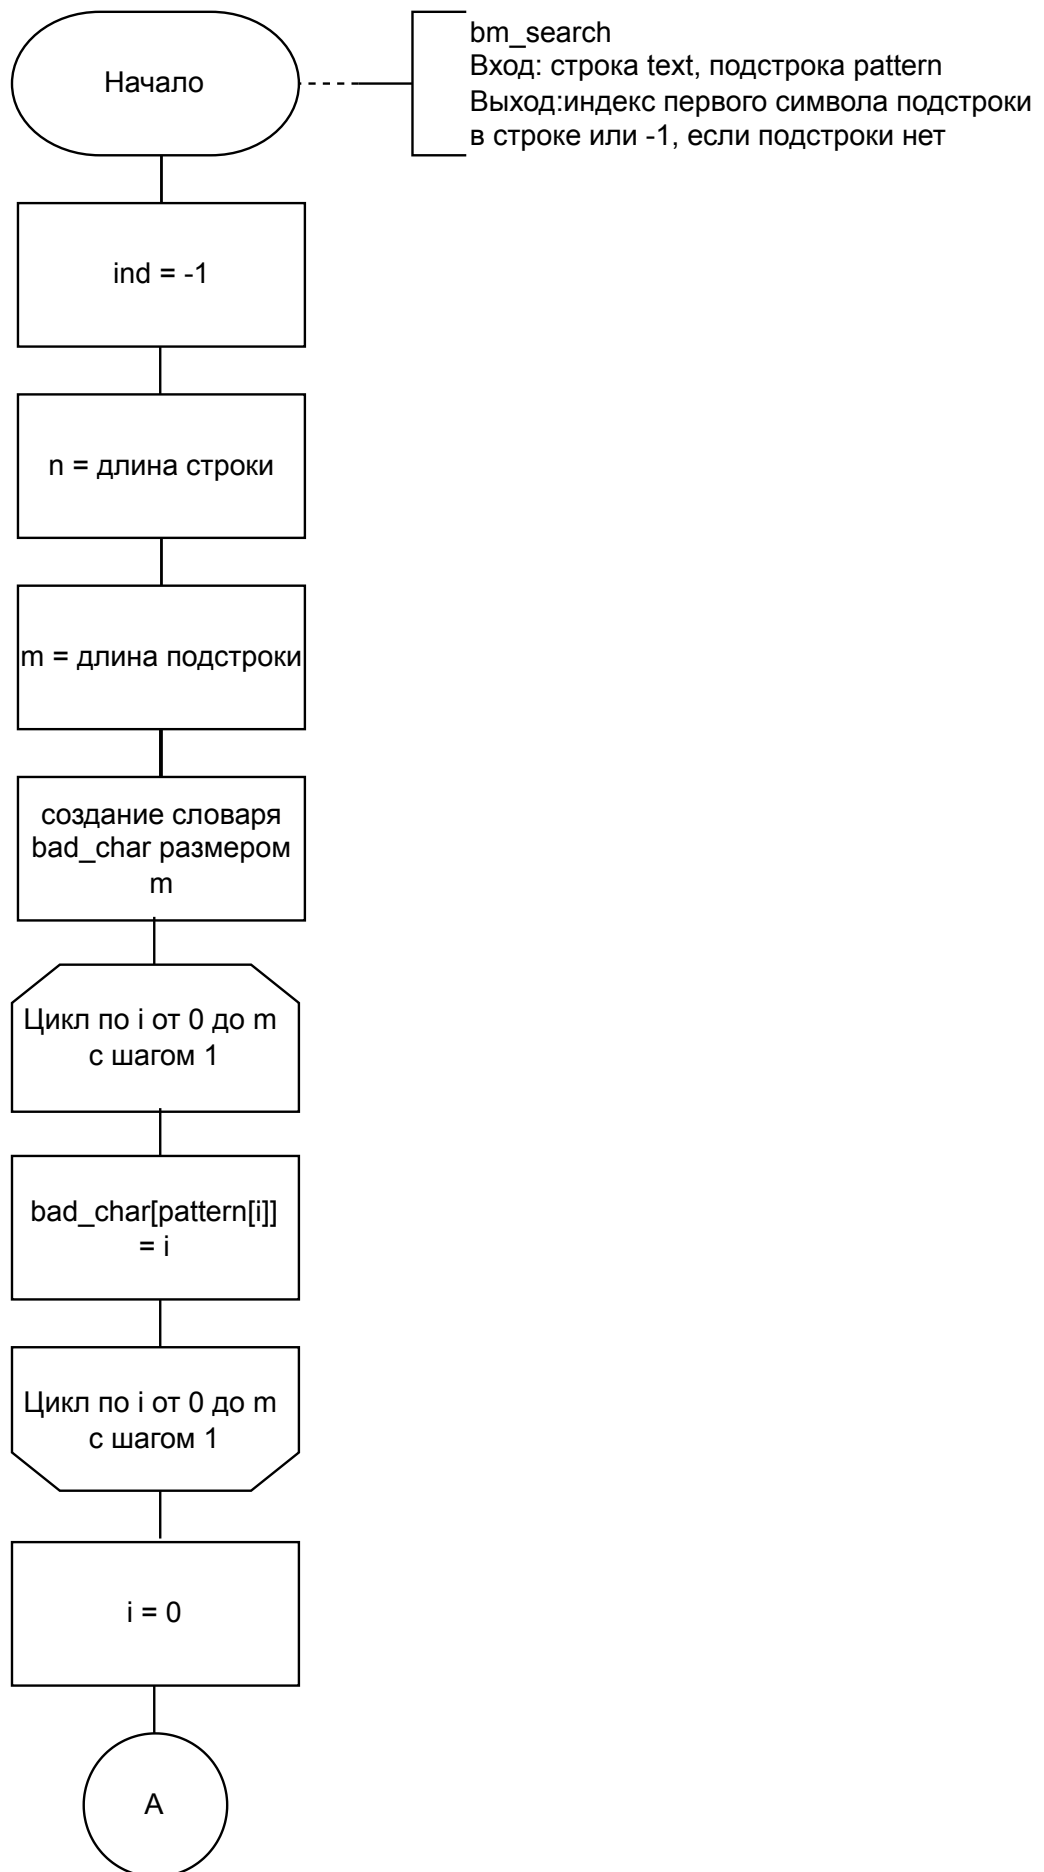 Начало
bm_search
Вход: строка text, подстрока pattern
Выход:индекс первого символа подстроки
в строке или -1, если подстроки нет
ind = -1
n = длина строки
m = длина подстроки
создание словаря
bad_char размером
m
Цикл по i от 0 до m
с шагом 1
bad_char[pattern[i]]
= i
Цикл по i от 0 до m
с шагом 1
i = 0
A